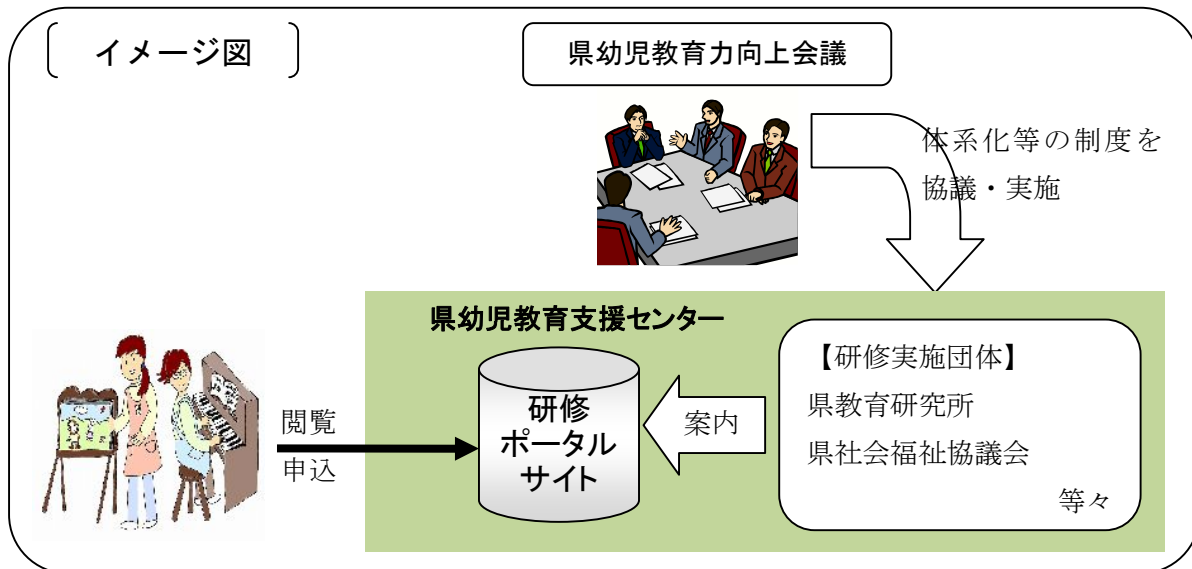 イメージ図
県幼児教育力向上会議
体系化等の制度を
協議・実施
県幼児教育支援センター
閲覧
申込
研修
ポータル
サイト
案内
【研修実施団体】
県教育研究所
県社会福祉協議会
等々